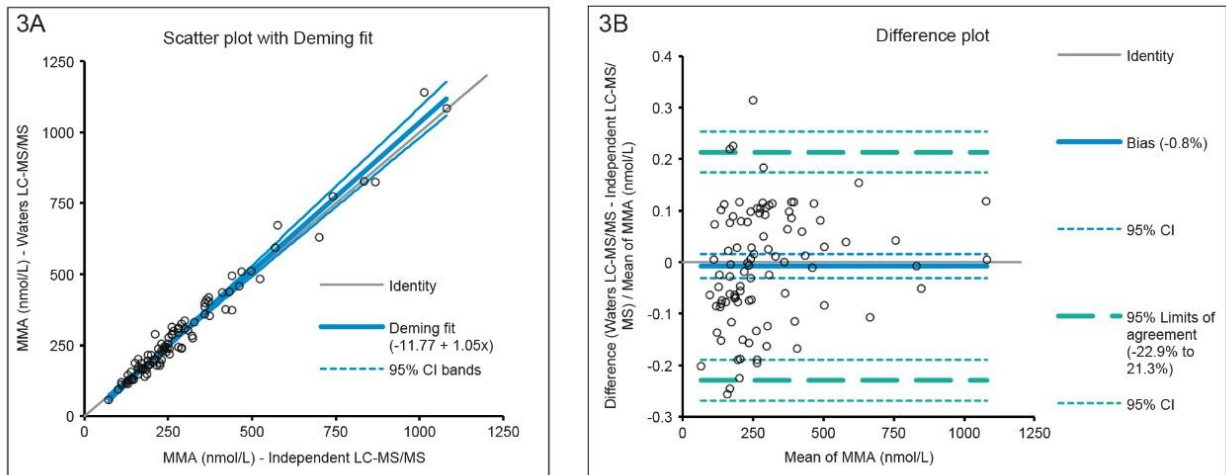 3A
Scatter plot with Deming fit
MMA (nmol/L) - Waters LC-MS/MS
1250
1000
750
500
250
0
0
250
500
750
1000
1250
MMA (nmol/L) - Independent LC-MS/MS
Identity
Deming fit
(-11.77 + 1.05x)
95% CI bands
3B
Difference plot
Difference (Waters LC-MS/MS - Independent LC-MS/
MS) / Mean of MMA (nmol/L)
0.4
0.3
0.2
0.1
0
-0.1
-0.2
-0.3
0
250
500
750
1000
1250
Mean of MMA (nmol/L)
Identity
Bias (-0.8%)
95% CI
95% Limits of
agreement
(-22.9% to
21.3%)
95% CI